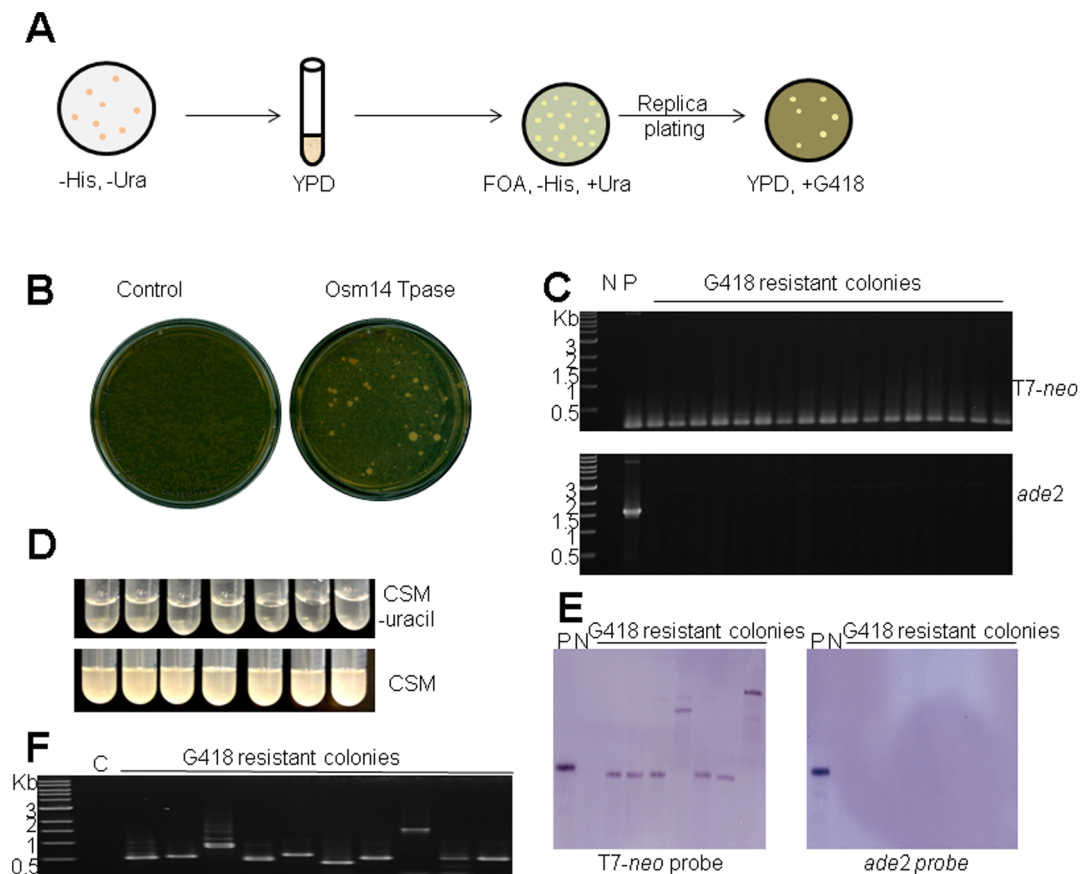 A
-His, -Ura
YPD
FOA, -His, +Ura
Replica
plating
YPD, +G418
B
Control
Osm14 Tpase
C
N P
G418 resistant colonies
Kb
3
2
1.5
1
0.5
T7-neo
3
2
1.5
1
0.5
ade2
D
CSM
-uracil
CSM
E
P N
G418 resistant colonies
T7-neo probe
P N
G418 resistant colonies
ade2 probe
F
C
G418 resistant colonies
Kb
3
2
1
0.5